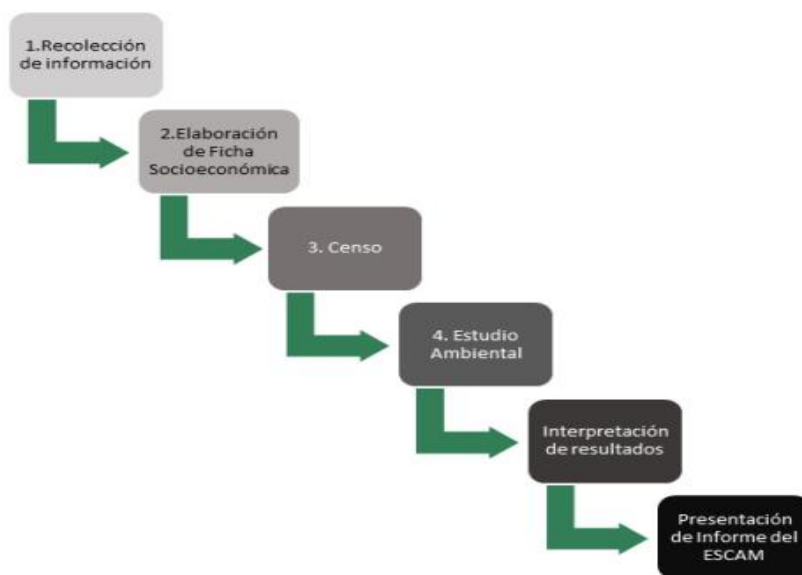 1.Recolección
de información
2.Elaboración
de Ficha
Socioeconómica
3. Censo
4. Estudio
Ambiental
Interpretación
de resultados
Presentación
de Informe del
ESCAM